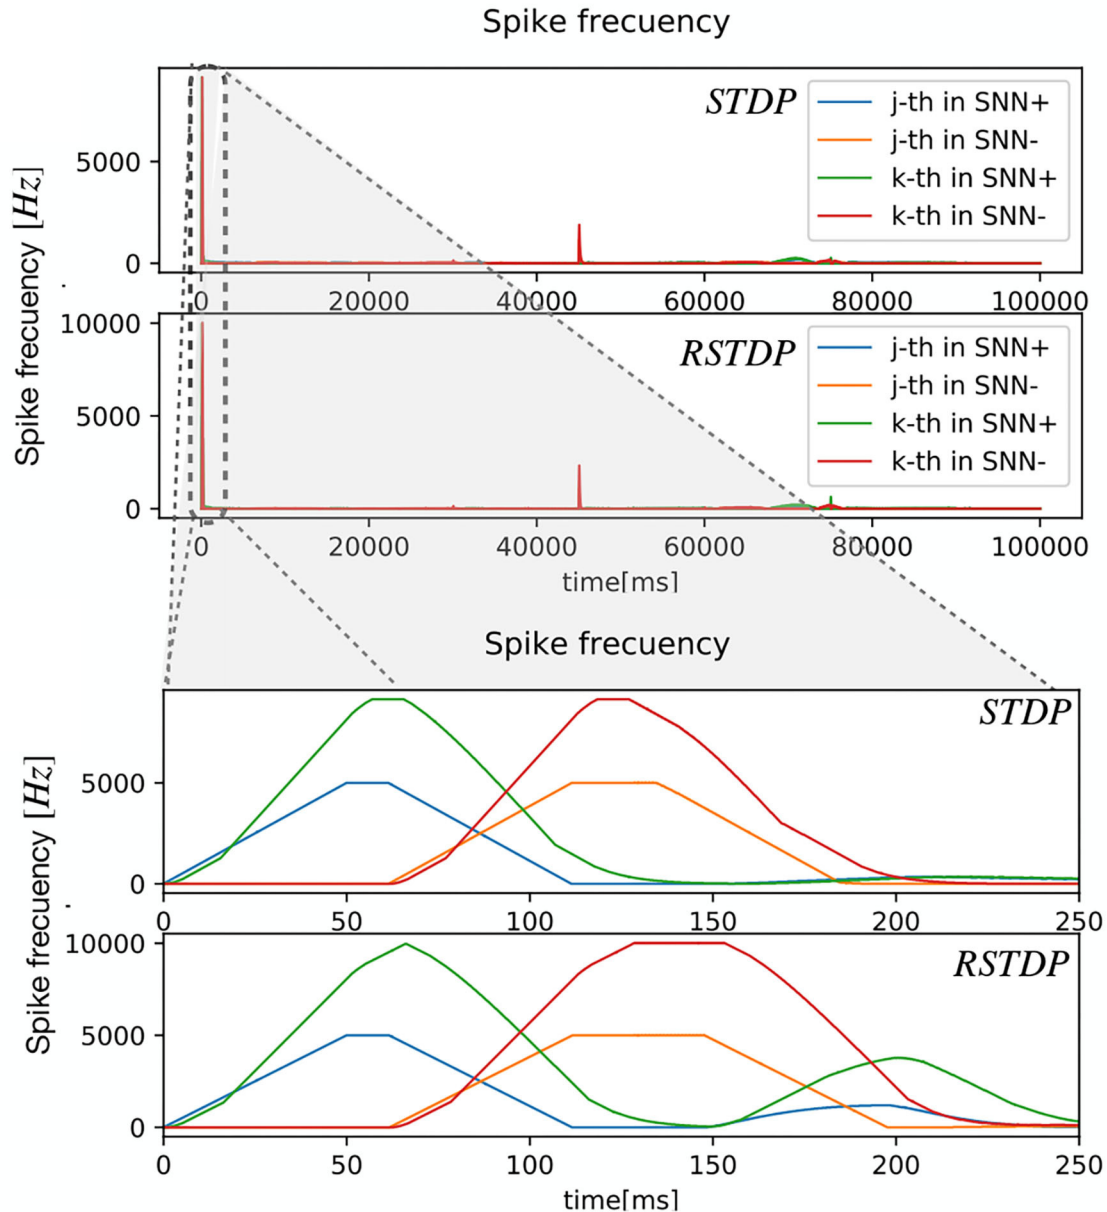 Spike frecuency
Spike frecuency [Hz]
STDP
j-th in SNN+
j-th in SNN-
k-th in SNN+
k-th in SNN-
5000
0
0 20000 40000 60000 80000 100000
Spike frecuency
RSTDP
j-th in SNN+
j-th in SNN-
k-th in SNN+
k-th in SNN-
10000
5000
0
0 20000 40000 60000 80000 100000
time[ms]
Spike frecuency
Spike frecuency [Hz]
STDP
5000
0
0 50 100 150 200 250
Spike frecuency
RSTDP
10000
5000
0
0 50 100 150 200 250
time[ms]